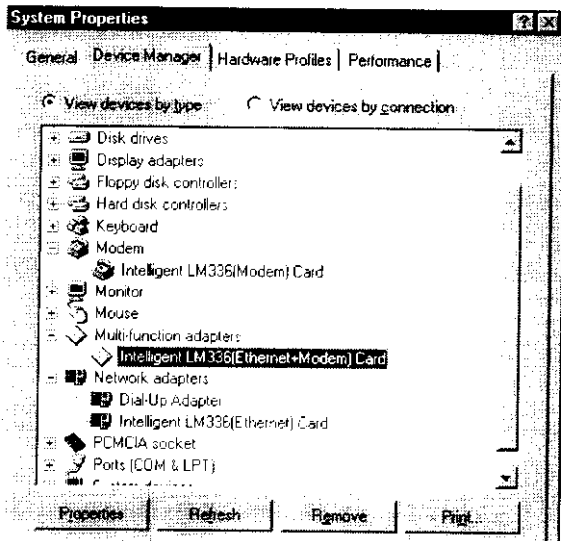 System Properties
General Device Manager Hardware Profiles Performance
View devices by type View devices by connection
Disk drives
Display adapters
Floppy disk controllers
Hard disk controllers
Keyboard
Modem
Intelligent LM336(Modem) Card
Monitor
Mouse
Multi-function adapters
Intelligent LM336(Ethernet+Modem) Card
Network adapters
Dial-Up Adapter
Intelligent LM336(Ethernet) Card
PCMCIA socket
Ports (COM & LPT)
Properties Refresh Remove Print...